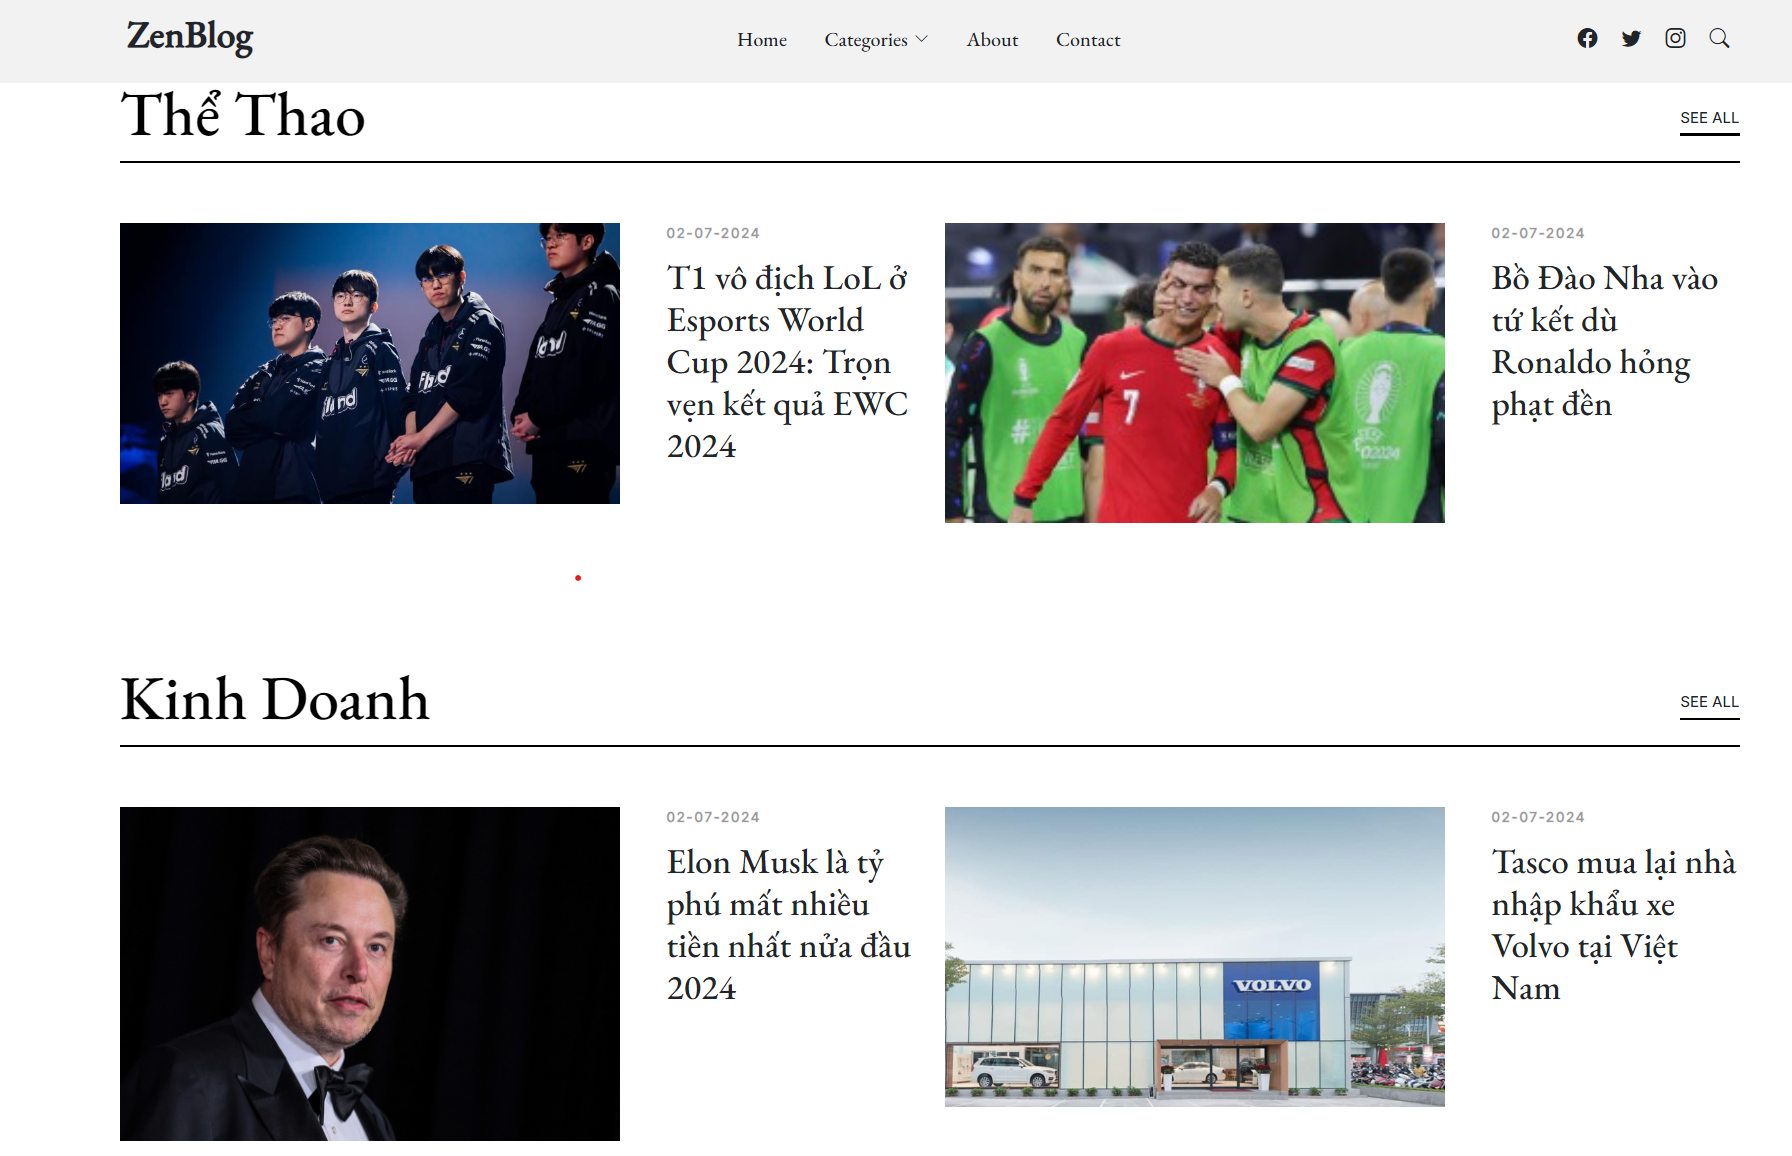 ZenBlog
Home Categories About Contact
Thể Thao
SEE ALL
02-07-2024
T1 vô địch LoL ở
Esports World
Cup 2024: Trọn
vẹn kết quả EWC
2024
7
02-07-2024
Bồ Đào Nha vào
tứ kết dù
Ronaldo hỏng
phạt đền
Kinh Doanh
SEE ALL
02-07-2024
Elon Musk là tỷ
phú mất nhiều
tiền nhất nửa đầu
2024
VOLVO
02-07-2024
Tasco mua lại nhà
nhập khẩu xe
Volvo tại Việt
Nam